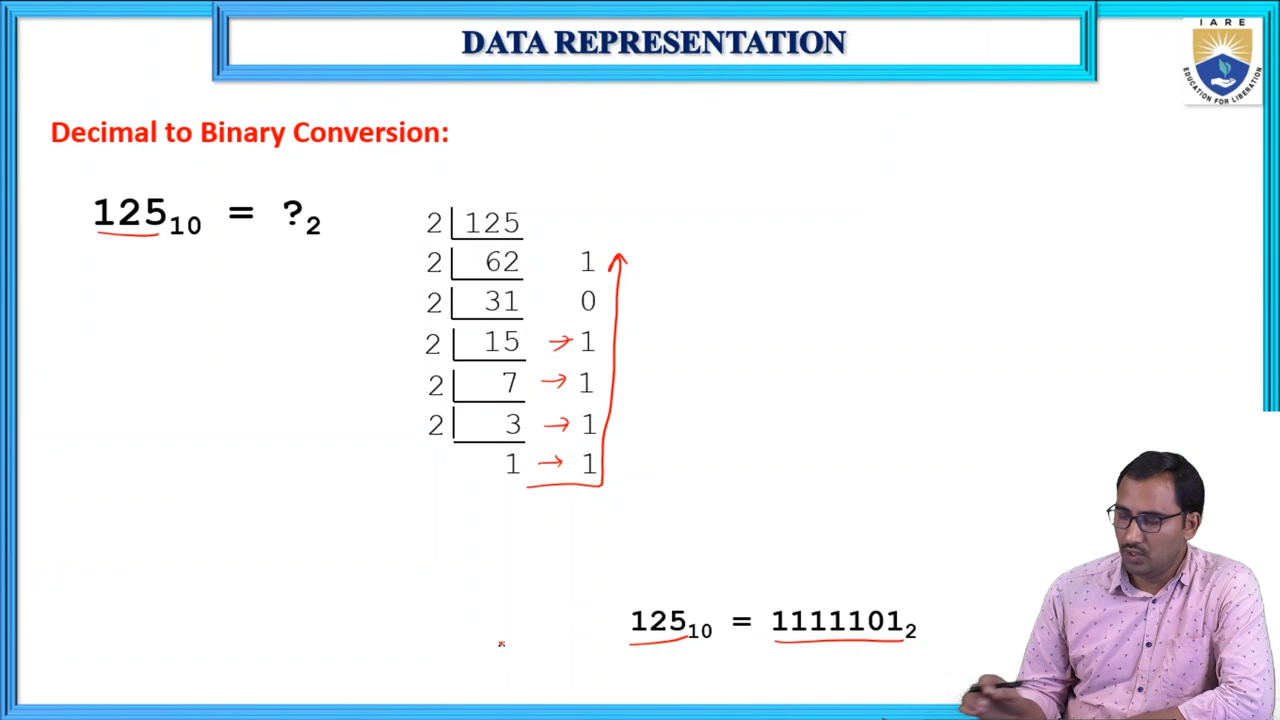 DATA REPRESENTATION
IARE
EDUCATION FOR LIBERATION
Decimal to Binary Conversion:
125₁₀ = ?₂
2 125
2 62 1
2 31 0
2 15 → 1
2 7 → 1
2 3 → 1
1 → 1
125₁₀ = 1111101₂